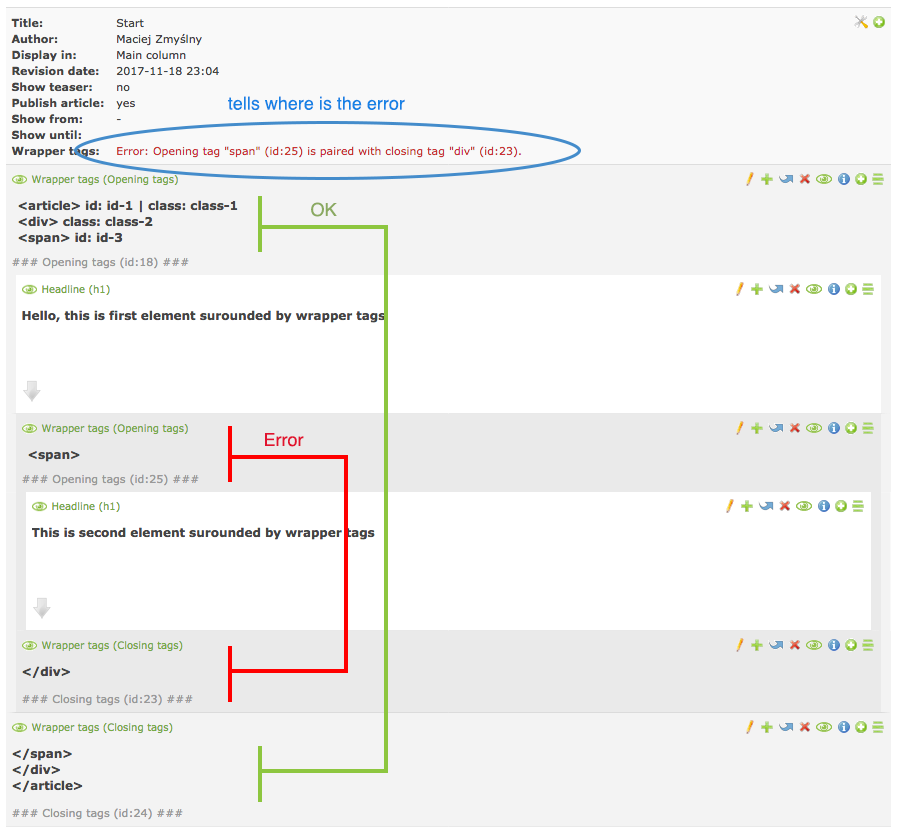 Title: Start
Author: Maciej Zmyślny
Display in: Main column
Revision date: 2017-11-18 23:04
Show teaser: no
Publish article: yes
Show from: -
Show until:
tells where is the error
Wrapper tags: Error: Opening tag "span" (id:25) is paired with closing tag "div" (id:23).
Wrapper tags (Opening tags)
<article> id: id-1 | class: class-1
<div> class: class-2
<span> id: id-3
OK
### Opening tags (id:18) ###
Headline (h1)
Hello, this is first element surounded by wrapper tags
Wrapper tags (Opening tags)
Error
<span>
### Opening tags (id:25) ###
Headline (h1)
This is second element surounded by wrapper tags
Wrapper tags (Closing tags)
</div>
### Closing tags (id:23) ###
Wrapper tags (Closing tags)
</span>
</div>
</article>
### Closing tags (id:24) ###